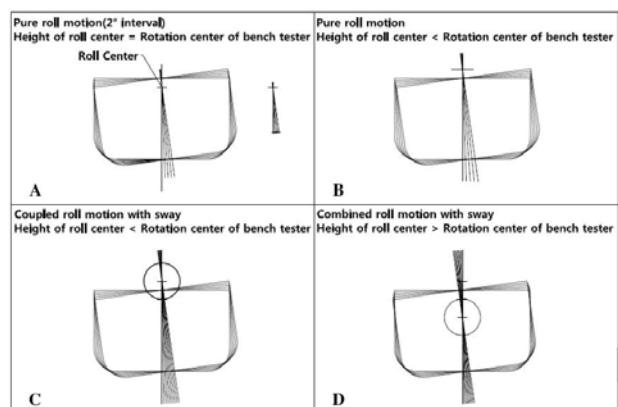 Pure roll motion(2° interval)
Height of roll center = Rotation center of bench tester
Roll Center
A
Pure roll motion
Height of roll center < Rotation center of bench tester
B
Coupled roll motion with sway
Height of roll center < Rotation center of bench tester
C
Combined roll motion with sway
Height of roll center > Rotation center of bench tester
D